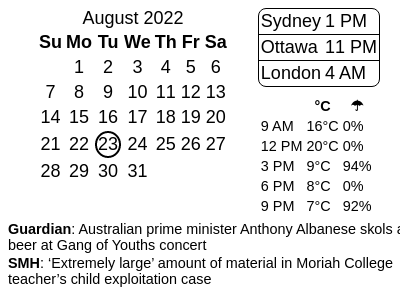 August 2022
Su Mo Tu We Th Fr Sa
1 2 3 4 5 6
7 8 9 10 11 12 13
14 15 16 17 18 19 20
21 22 23 24 25 26 27
28 29 30 31
Sydney 1 PM
Ottawa 11 PM
London 4 AM
°C ☂
9 AM 16°C 0%
12 PM 20°C 0%
3 PM 9°C 94%
6 PM 8°C 0%
9 PM 7°C 92%
Guardian: Australian prime minister Anthony Albanese skols a
beer at Gang of Youths concert
SMH: ‘Extremely large’ amount of material in Moriah College
teacher’s child exploitation case